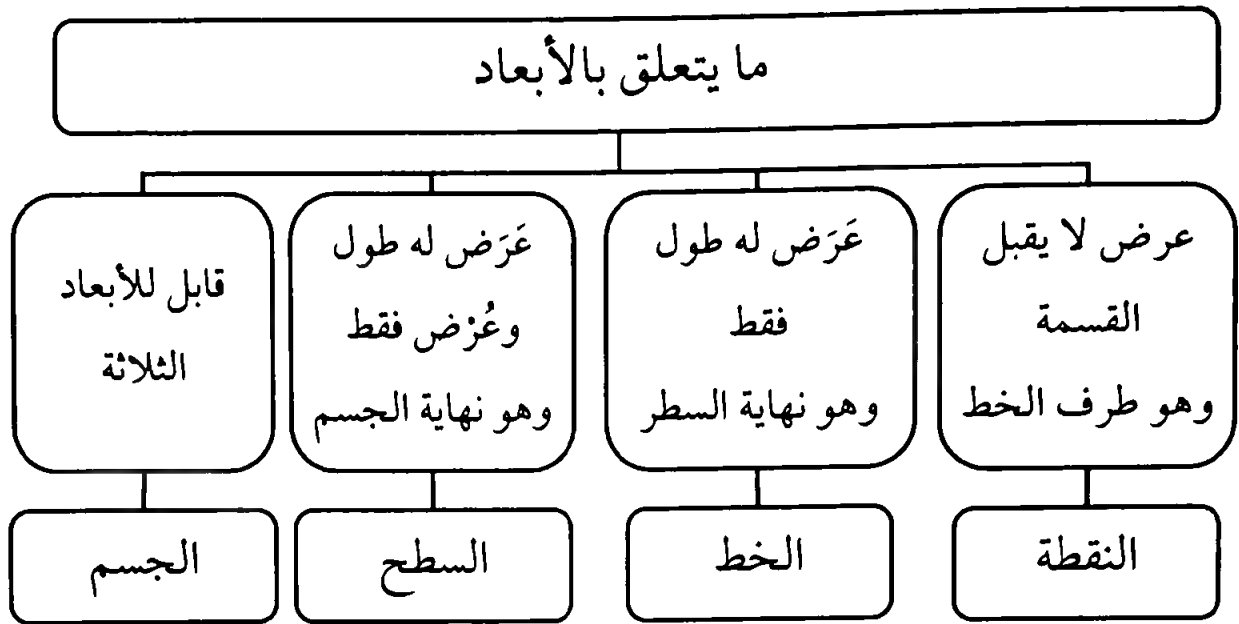 ما يتعلق بالأبعاد
عرض لا يقبل
القسمة
وهو طرف الخط
النقطة
عَرَض له طول
فقط
وهو نهاية السطر
الخط
عَرَض له طول
وعُرْض فقط
وهو نهاية الجسم
السطح
قابل للأبعاد
الثلاثة
الجسم